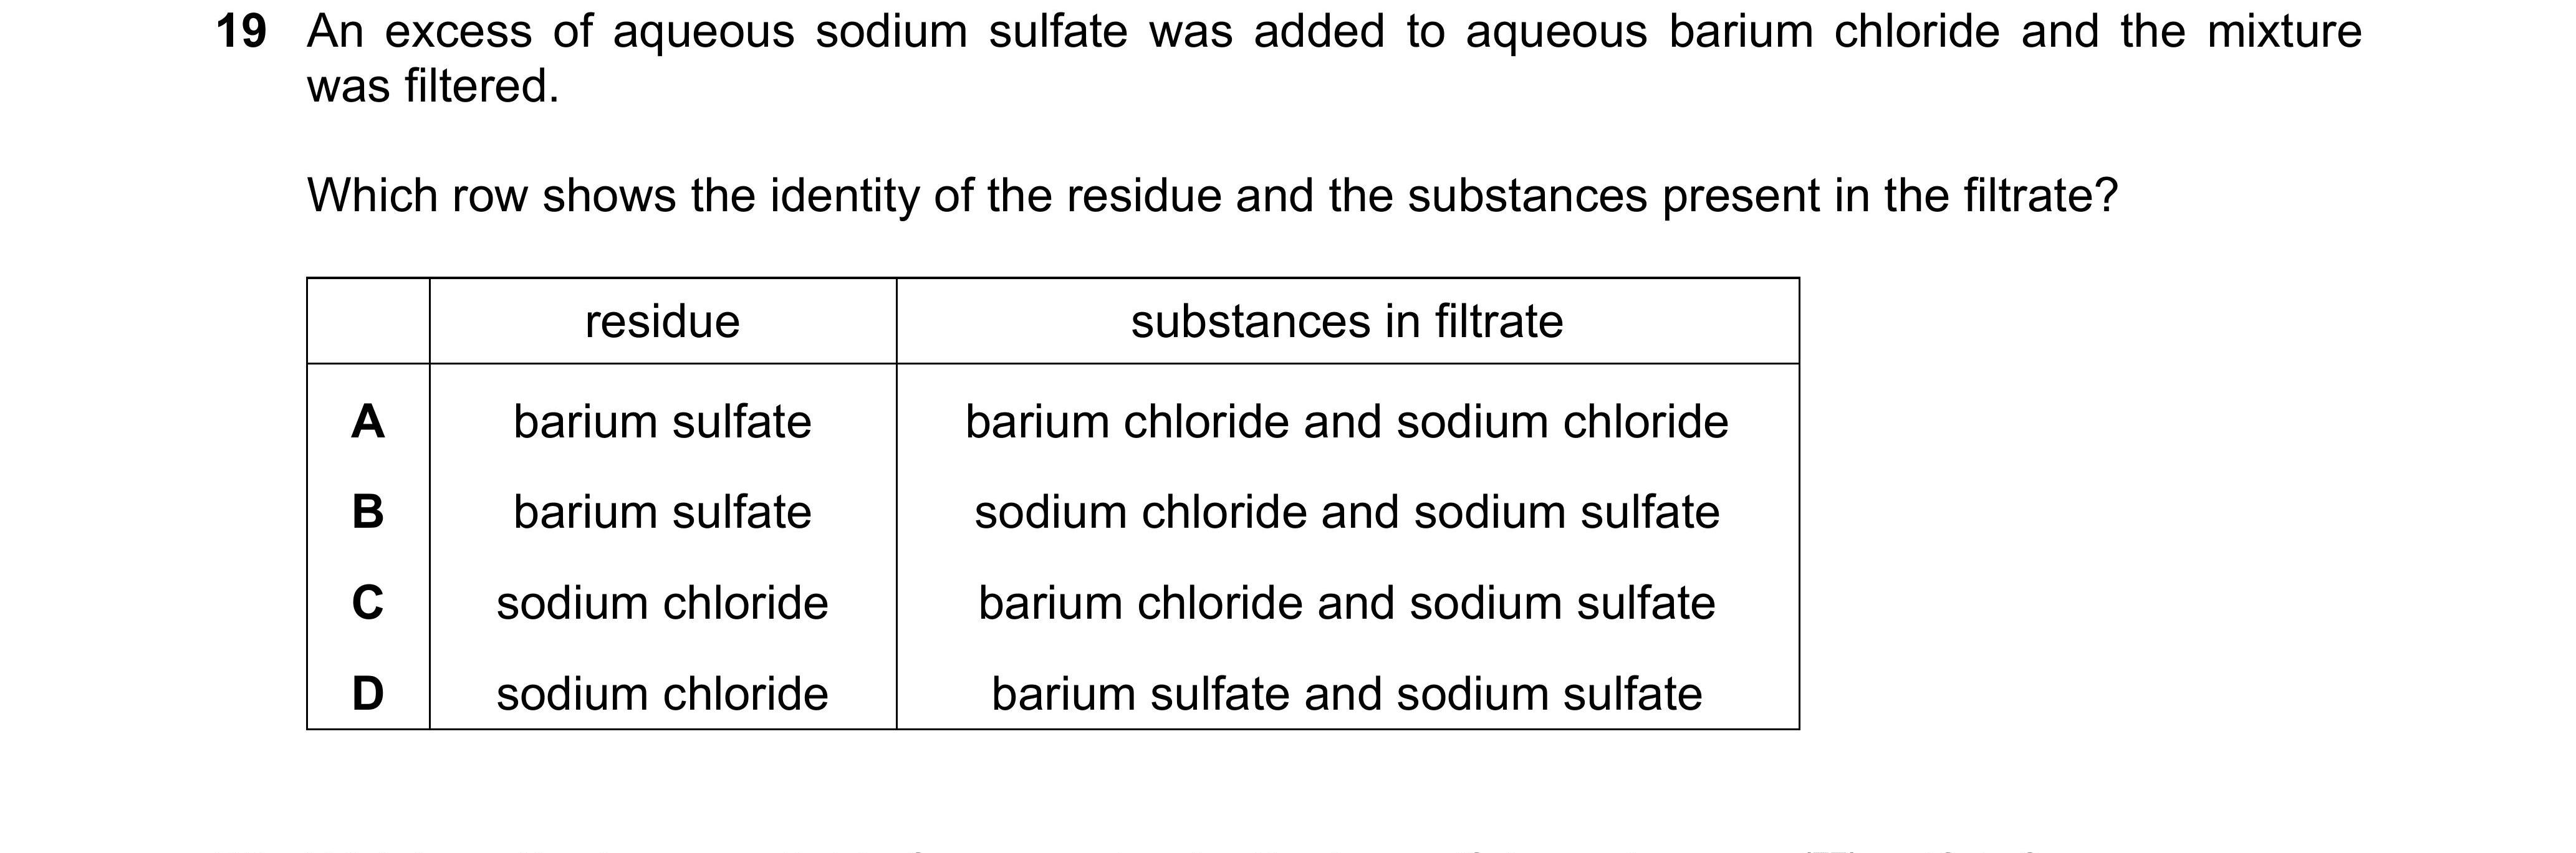 19 An excess of aqueous sodium sulfate was added to aqueous barium chloride and the mixture
was filtered.
Which row shows the identity of the residue and the substances present in the filtrate?
residue substances in filtrate
A barium sulfate barium chloride and sodium chloride
B barium sulfate sodium chloride and sodium sulfate
C sodium chloride barium chloride and sodium sulfate
D sodium chloride barium sulfate and sodium sulfate